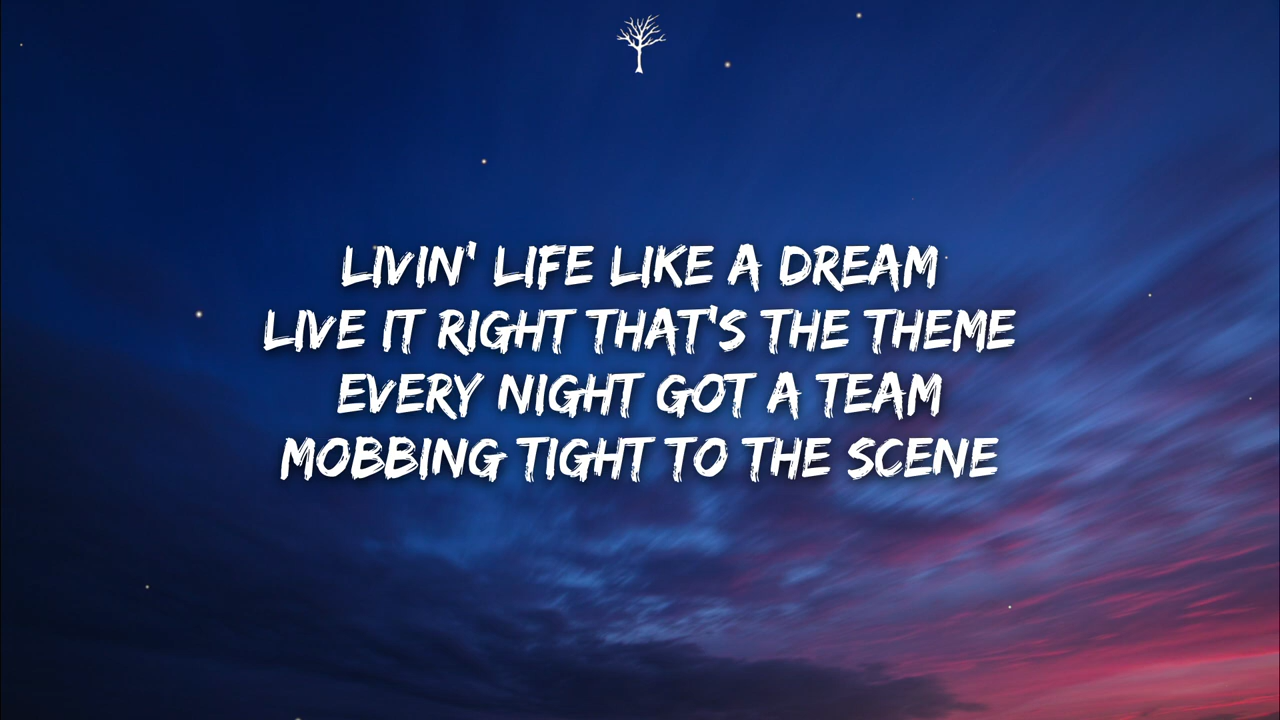 LIVIN' LIFE LIKE A DREAM
LIVE IT RIGHT THAT'S THE THEME
EVERY NIGHT GOT A TEAM
MOBBING TIGHT TO THE SCENE